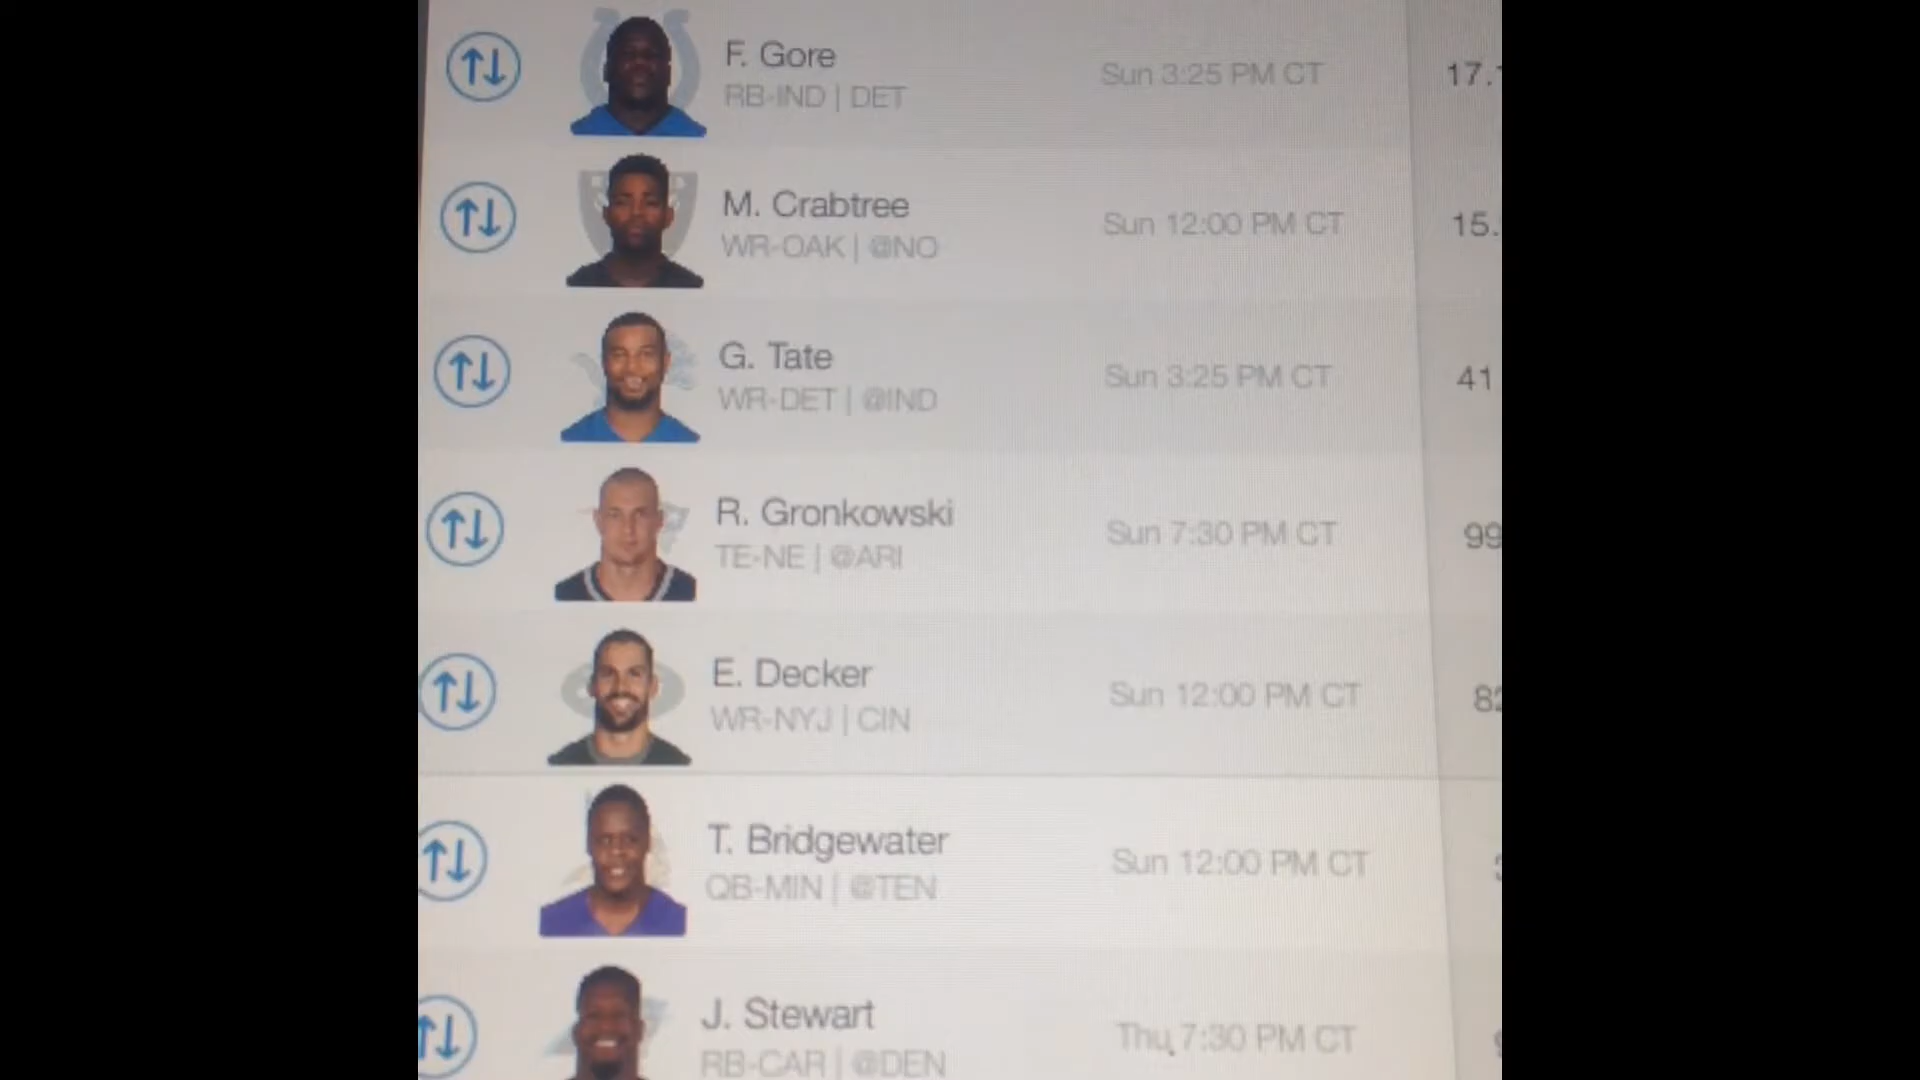 F. Gore
RB-IND | DET
Sun 3:25 PM CT
17.
M. Crabtree
WR-OAK | @NO
Sun 12:00 PM CT
15.
G. Tate
WR-DET | @IND
Sun 3:25 PM CT
41
R. Gronkowski
TE-NE | @ARI
Sun 7:30 PM CT
99
E. Decker
WR-NYJ | CIN
Sun 12:00 PM CT
T. Bridgewater
QB-MIN | @TEN
Sun 12:00 PM CT
J. Stewart
RB-CAR | @DEN
Thu, 7:30 PM CT